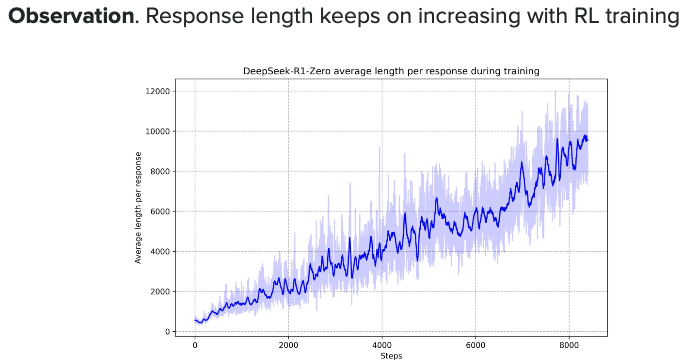 Observation. Response length keeps on increasing with RL training
DeepSeek-R1-Zero average length per response during training
Average length per response
12000
10000
8000
6000
4000
2000
0
0 2000 4000 6000 8000
Steps